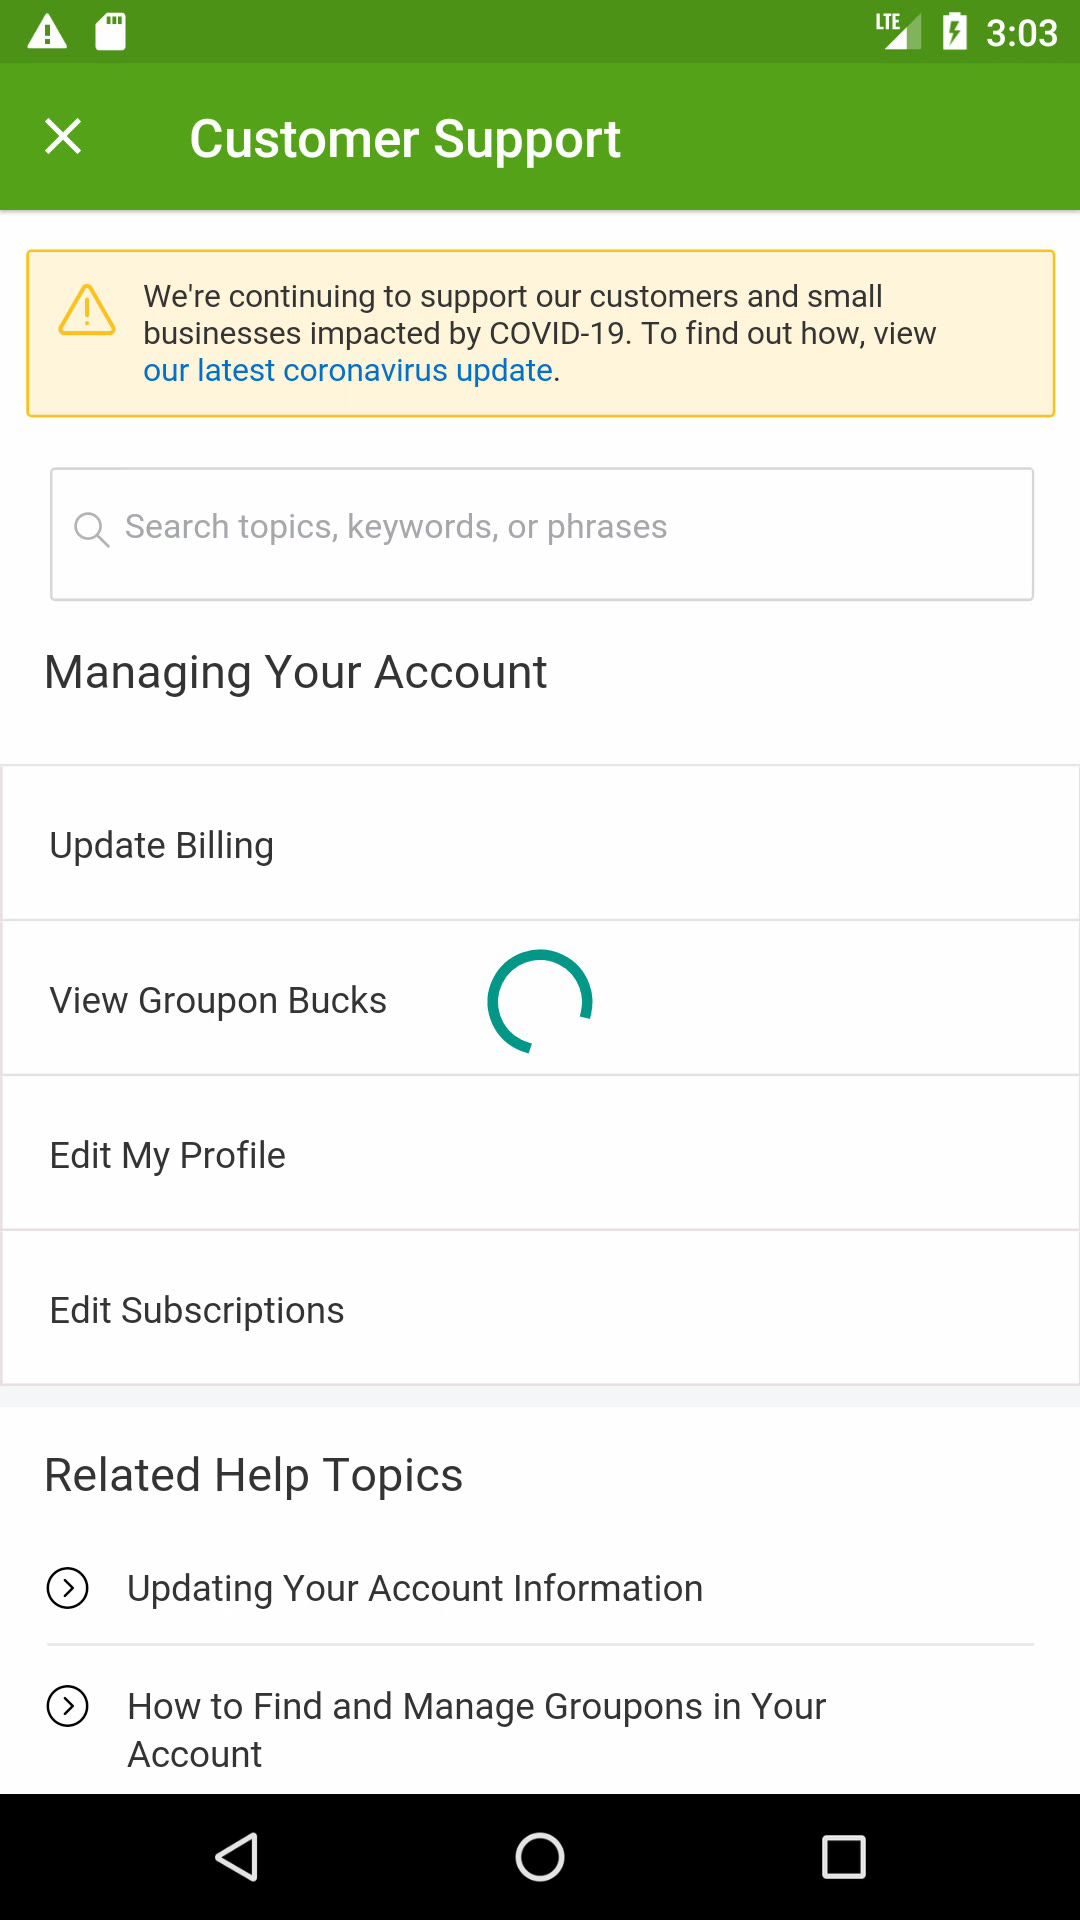 LTE 3:03
Customer Support
We're continuing to support our customers and small
businesses impacted by COVID-19. To find out how, view
our latest coronavirus update.
Search topics, keywords, or phrases
Managing Your Account
Update Billing
View Groupon Bucks
Edit My Profile
Edit Subscriptions
Related Help Topics
Updating Your Account Information
How to Find and Manage Groupons in Your
Account